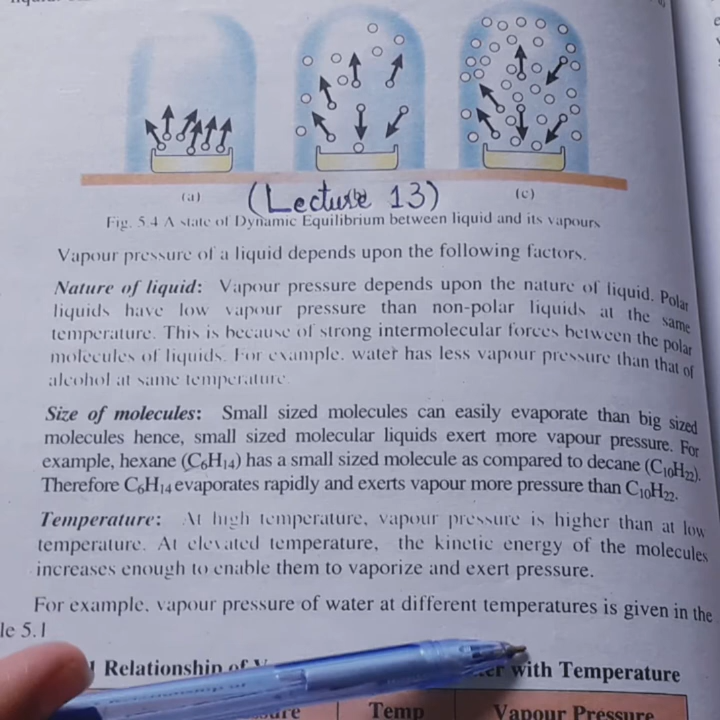 (a)
(Lecture 13)
(c)
Fig. 5.4 A state of Dynamic Equilibrium between liquid and its vapours
Vapour pressure of a liquid depends upon the following factors.
Nature of liquid: Vapour pressure depends upon the nature of liquid. Polar
liquids have low vapour pressure than non-polar liquids at the same
temperature. This is because of strong intermolecular forces between the polar
molecules of liquids. For example, water has less vapour pressure than that of
alcohol at same temperature.
Size of molecules: Small sized molecules can easily evaporate than big sized
molecules hence, small sized molecular liquids exert more vapour pressure. For
example, hexane (C₆H₁₄) has a small sized molecule as compared to decane (C₁₀H₂₂).
Therefore C₆H₁₄ evaporates rapidly and exerts vapour more pressure than C₁₀H₂₂.
Temperature: At high temperature, vapour pressure is higher than at low
temperature. At elevated temperature, the kinetic energy of the molecules
increases enough to enable them to vaporize and exert pressure.
For example, vapour pressure of water at different temperatures is given in the
le 5.1
1 Relationship of with Temperature
Temp Vapour Pressure